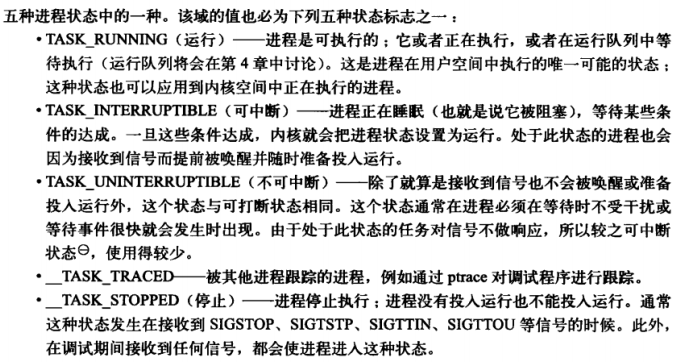 五种进程状态中的一种。该域的值也必为下列五种状态标志之一：
• TASK_RUNNING（运行）——进程是可执行的；它或者正在执行，或者在运行队列中等
待执行（运行队列将会在第 4 章中讨论）。这是进程在用户空间中执行的唯一可能的状态；
这种状态也可以应用到内核空间中正在执行的进程。
• TASK_INTERRUPTIBLE（可中断）——进程正在睡眠（也就是说它被阻塞），等待某些条
件的达成。一旦这些条件达成，内核就会把进程状态设置为运行。处于此状态的进程也会
因为接收到信号而提前被唤醒并随时准备投入运行。
• TASK_UNINTERRUPTIBLE（不可中断）——除了就算是接收到信号也不会被唤醒或准备
投入运行外，这个状态与可打断状态相同。这个状态通常在进程必须在等待时不受干扰或
等待事件很快就会发生时出现。由于处于此状态的任务对信号不做响应，所以较之可中断
状态㊀，使用得较少。
• __TASK_TRACED——被其他进程跟踪的进程，例如通过 ptrace 对调试程序进行跟踪。
• __TASK_STOPPED（停止）——进程停止执行；进程没有投入运行也不能投入运行。通常
这种状态发生在接收到 SIGSTOP、SIGTSTP、SIGTTIN、SIGTTOU 等信号的时候。此外，
在调试期间接收到任何信号，都会使进程进入这种状态。